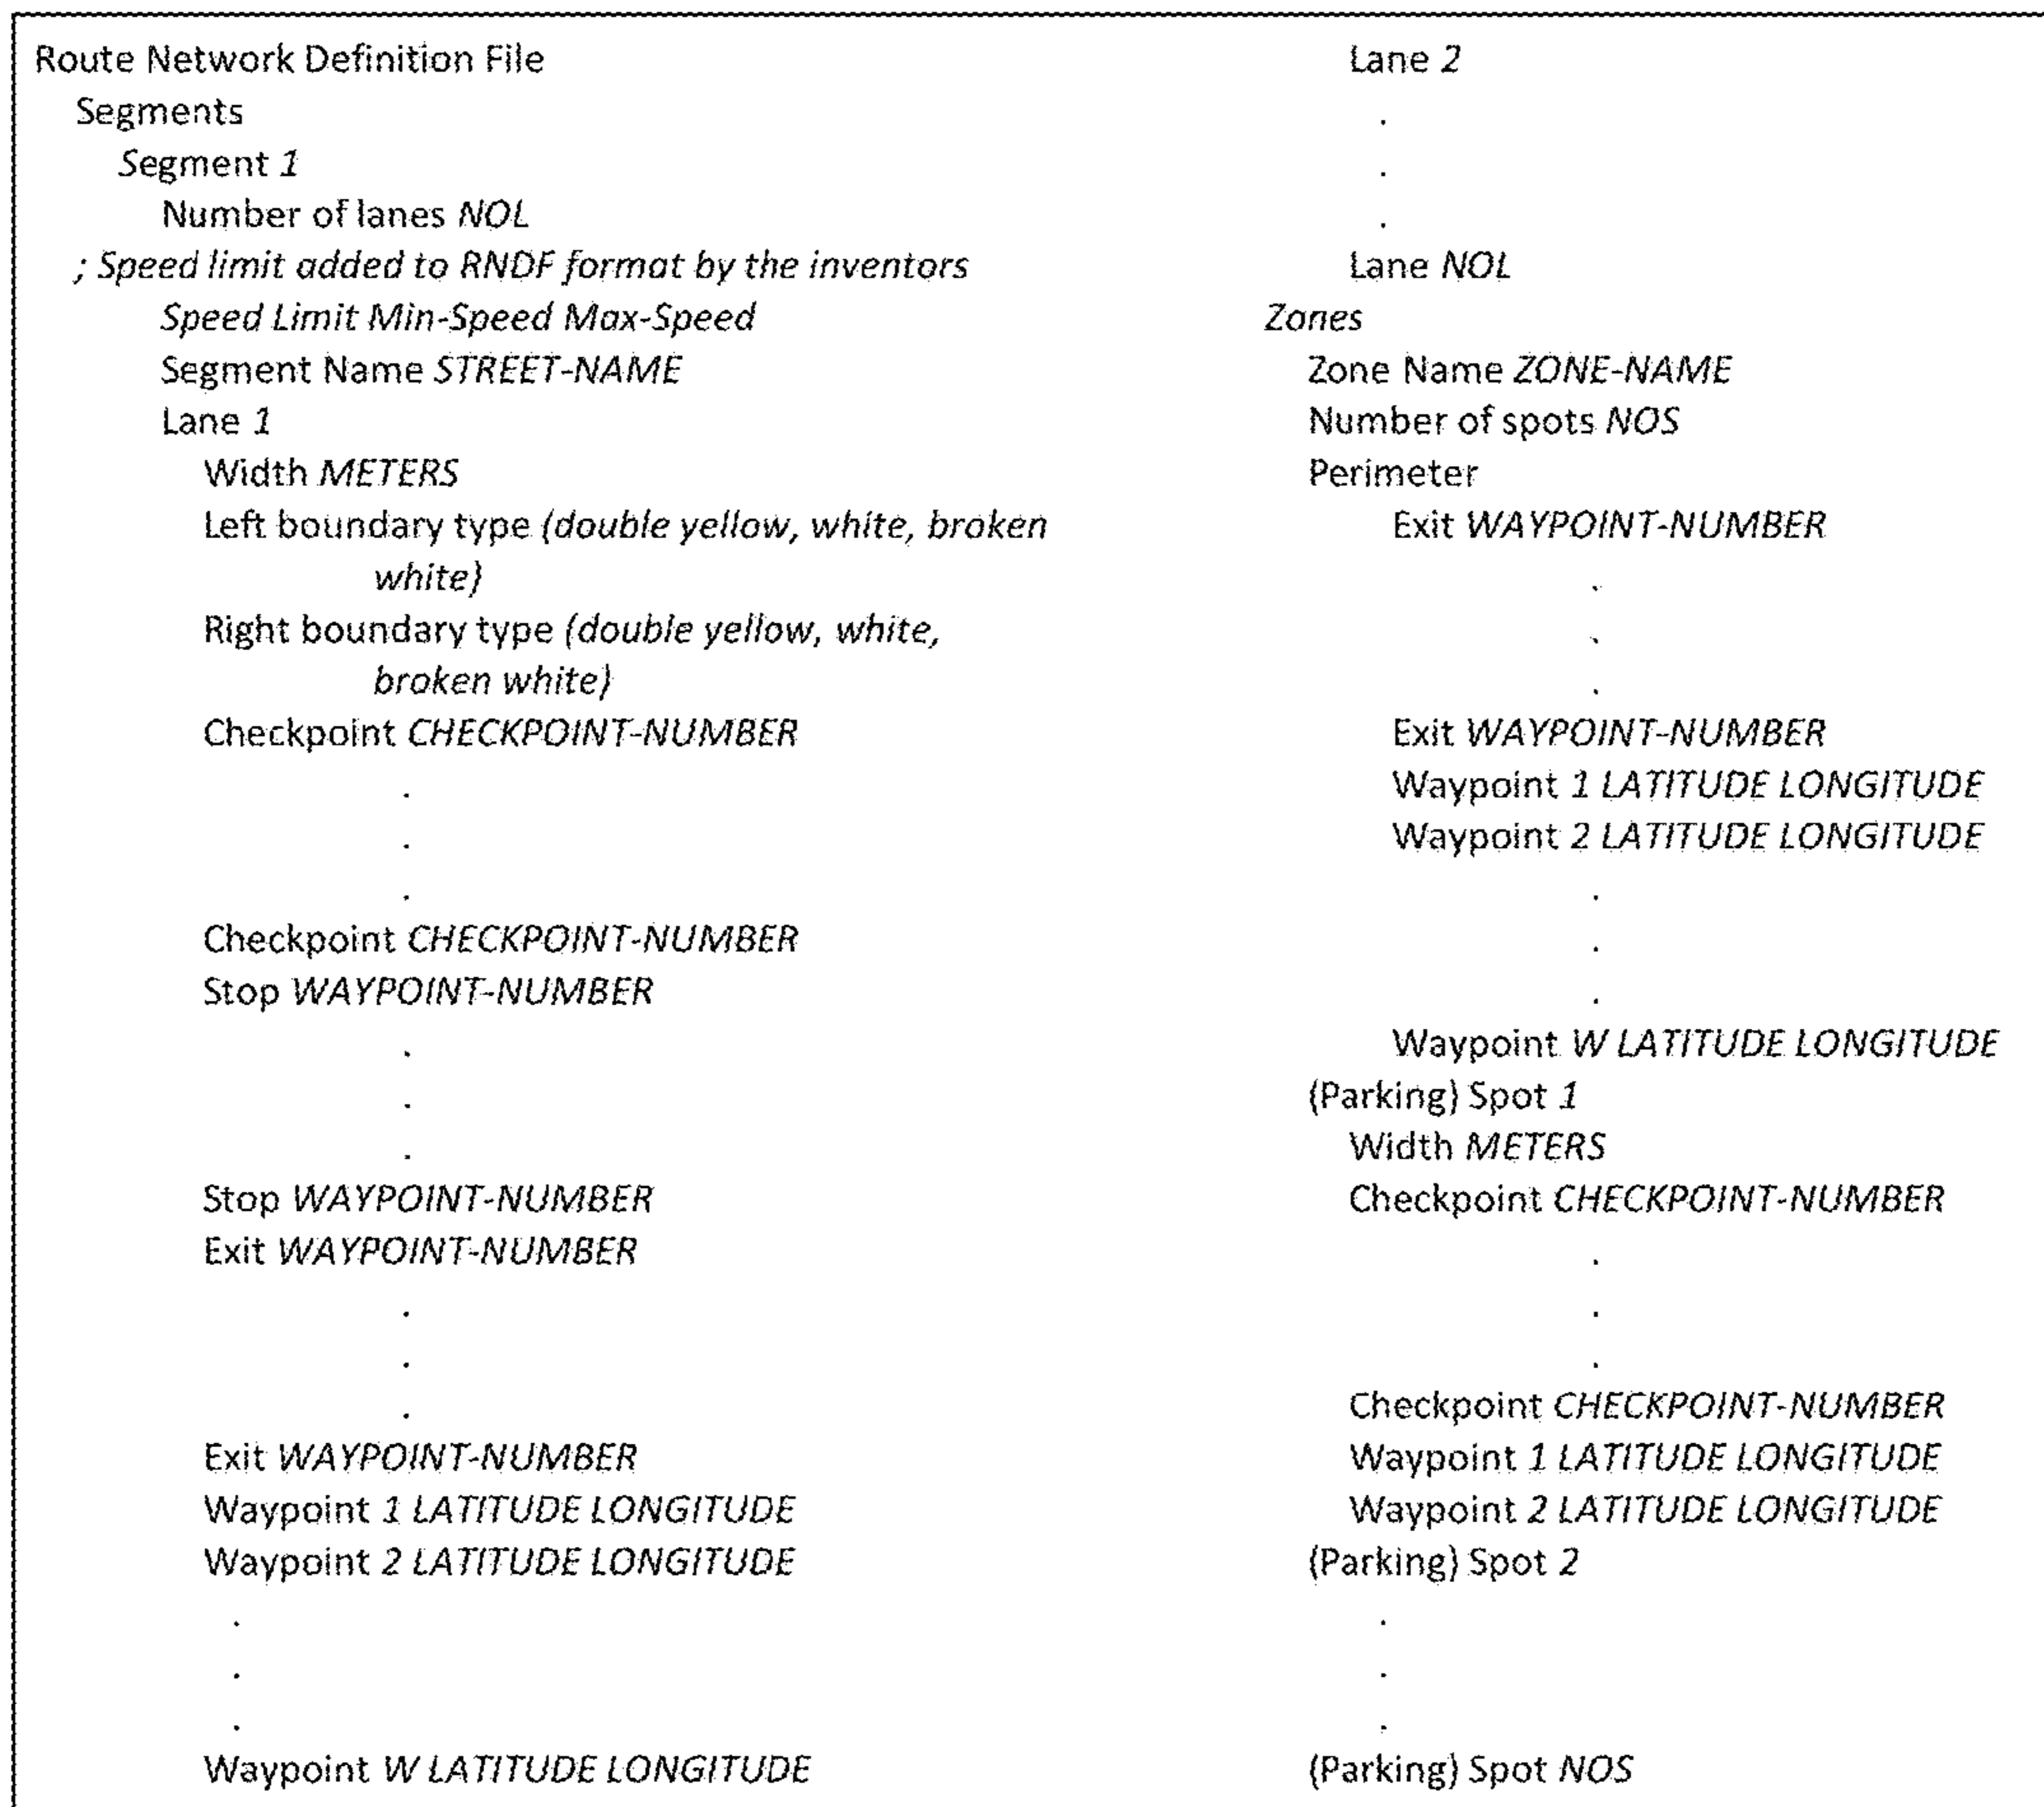 Route Network Definition File
Segments
Segment 1
Number of lanes NOL
; Speed limit added to RNDF format by the inventors
Speed Limit Min-Speed Max-Speed
Segment Name STREET-NAME
Lane 1
Width METERS
Left boundary type (double yellow, white, broken
white)
Right boundary type (double yellow, white,
broken white)
Checkpoint CHECKPOINT-NUMBER
.
.
.
Checkpoint CHECKPOINT-NUMBER
Stop WAYPOINT-NUMBER
.
.
.
Stop WAYPOINT-NUMBER
Exit WAYPOINT-NUMBER
.
.
.
Exit WAYPOINT-NUMBER
Waypoint 1 LATITUDE LONGITUDE
Waypoint 2 LATITUDE LONGITUDE
.
.
.
Waypoint W LATITUDE LONGITUDE
Lane 2
.
.
.
Lane NOL
Zones
Zone Name ZONE-NAME
Number of spots NOS
Perimeter
Exit WAYPOINT-NUMBER
.
.
.
Exit WAYPOINT-NUMBER
Waypoint 1 LATITUDE LONGITUDE
Waypoint 2 LATITUDE LONGITUDE
.
.
.
Waypoint W LATITUDE LONGITUDE
(Parking) Spot 1
Width METERS
Checkpoint CHECKPOINT-NUMBER
.
.
.
Checkpoint CHECKPOINT-NUMBER
Waypoint 1 LATITUDE LONGITUDE
Waypoint 2 LATITUDE LONGITUDE
(Parking) Spot 2
.
.
.
(Parking) Spot NOS